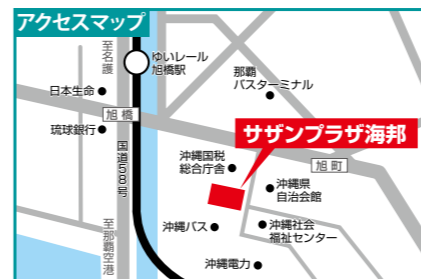 アクセスマップ
至名護
ゆいレール
旭橋駅
那覇
バスターミナル
日本生命
旭橋
琉球銀行
国道58号
サザンプラザ海邦
沖縄国税
総合庁舎
旭町
沖縄県
自治会館
沖縄バス
沖縄社会
福祉センター
至那覇空港
沖縄電力